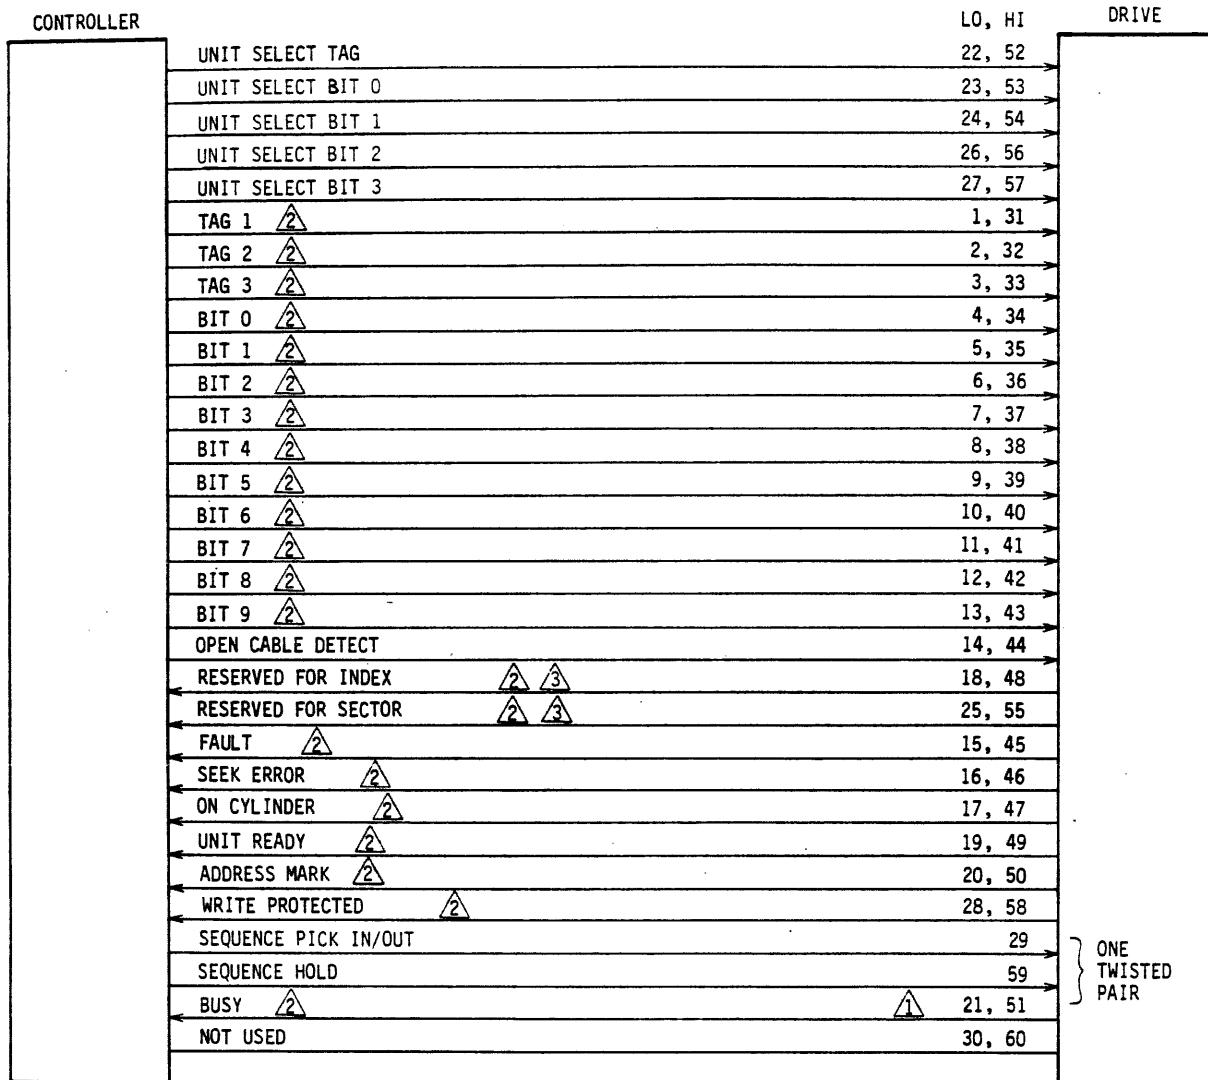 CONTROLLER LO, HI DRIVE
UNIT SELECT TAG 22, 52
UNIT SELECT BIT 0 23, 53
UNIT SELECT BIT 1 24, 54
UNIT SELECT BIT 2 26, 56
UNIT SELECT BIT 3 27, 57
TAG 1 2 1, 31
TAG 2 2 2, 32
TAG 3 2 3, 33
BIT 0 2 4, 34
BIT 1 2 5, 35
BIT 2 2 6, 36
BIT 3 2 7, 37
BIT 4 2 8, 38
BIT 5 2 9, 39
BIT 6 2 10, 40
BIT 7 2 11, 41
BIT 8 2 12, 42
BIT 9 2 13, 43
OPEN CABLE DETECT 14, 44
RESERVED FOR INDEX 2 3 18, 48
RESERVED FOR SECTOR 2 3 25, 55
FAULT 2 15, 45
SEEK ERROR 2 16, 46
ON CYLINDER 2 17, 47
UNIT READY 2 19, 49
ADDRESS MARK 2 20, 50
WRITE PROTECTED 2 28, 58
SEQUENCE PICK IN/OUT 29
SEQUENCE HOLD 59
BUSY 2 1 21, 51
NOT USED 30, 60
ONE
TWISTED
PAIR